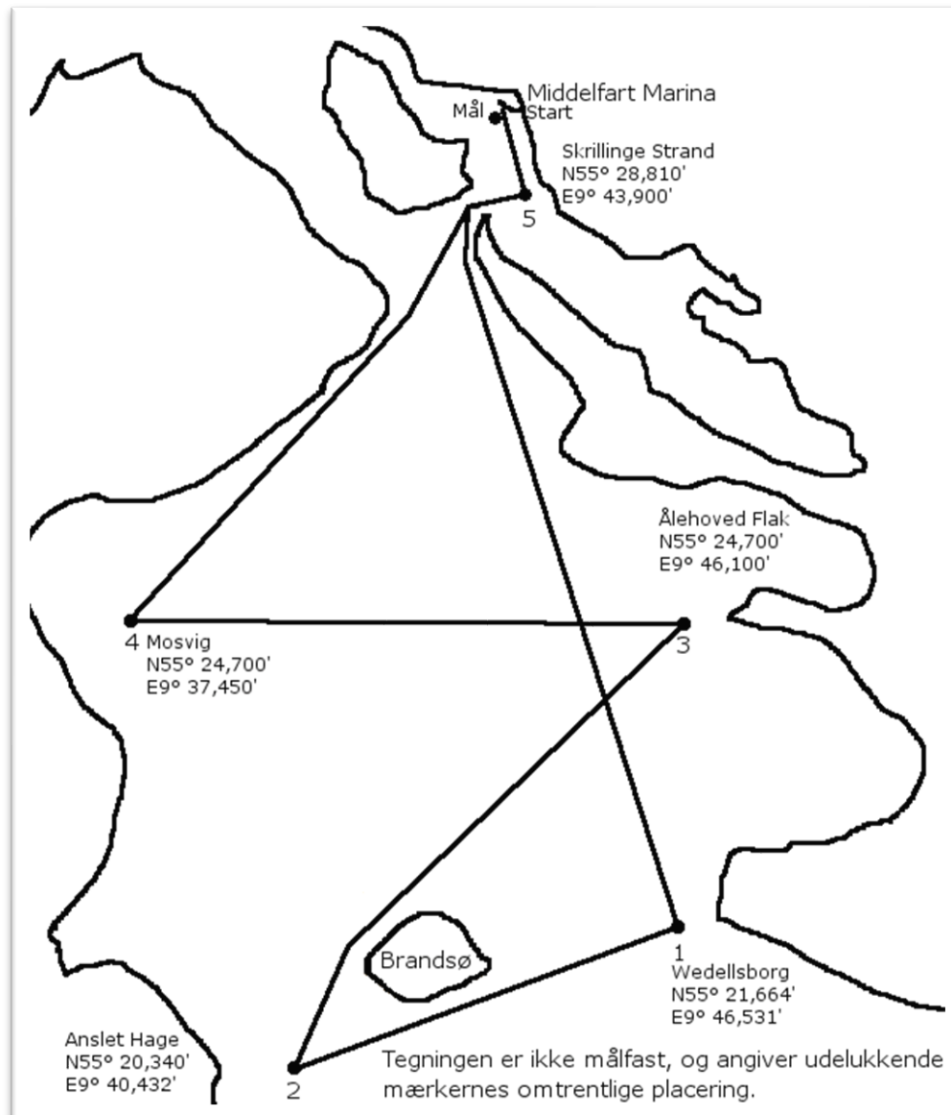 Middelfart Marina
Mål
Start
Skrillinge Strand
N55° 28,810'
E9° 43,900'
5
Ålehoved Flak
N55° 24,700'
E9° 46,100'
3
4 Mosvig
N55° 24,700'
E9° 37,450'
Brandsø
1
Wedellsborg
N55° 21,664'
E9° 46,531'
Anslet Hage
N55° 20,340'
E9° 40,432'
2
Tegningen er ikke målfast, og angiver udelukkende
mærkernes omtrentlige placering.